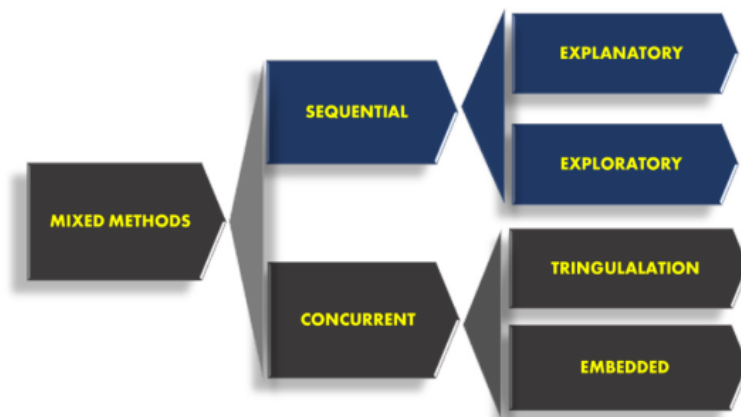 EXPLANATORY
SEQUENTIAL
EXPLORATORY
MIXED METHODS
TRINGULALATION
CONCURRENT
EMBEDDED